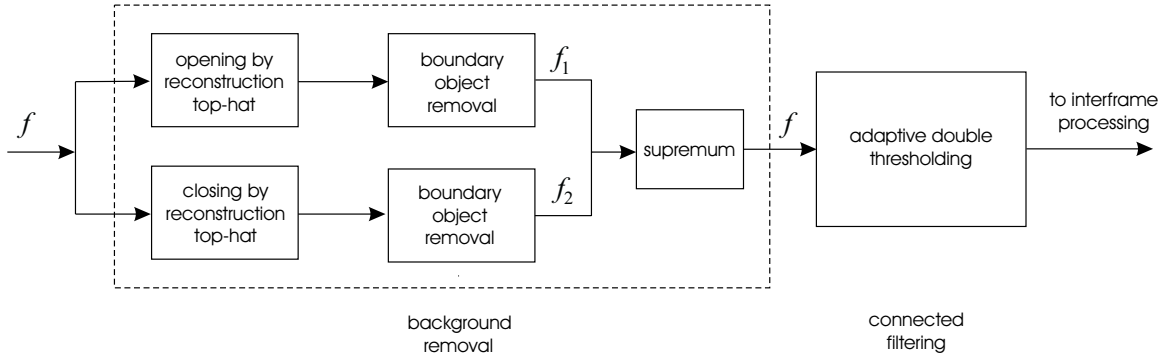 f
opening by
reconstruction
top-hat
boundary
object
removal
f1
closing by
reconstruction
top-hat
boundary
object
removal
f2
supremum
f
adaptive double
thresholding
to interframe
processing
background
removal
connected
filtering